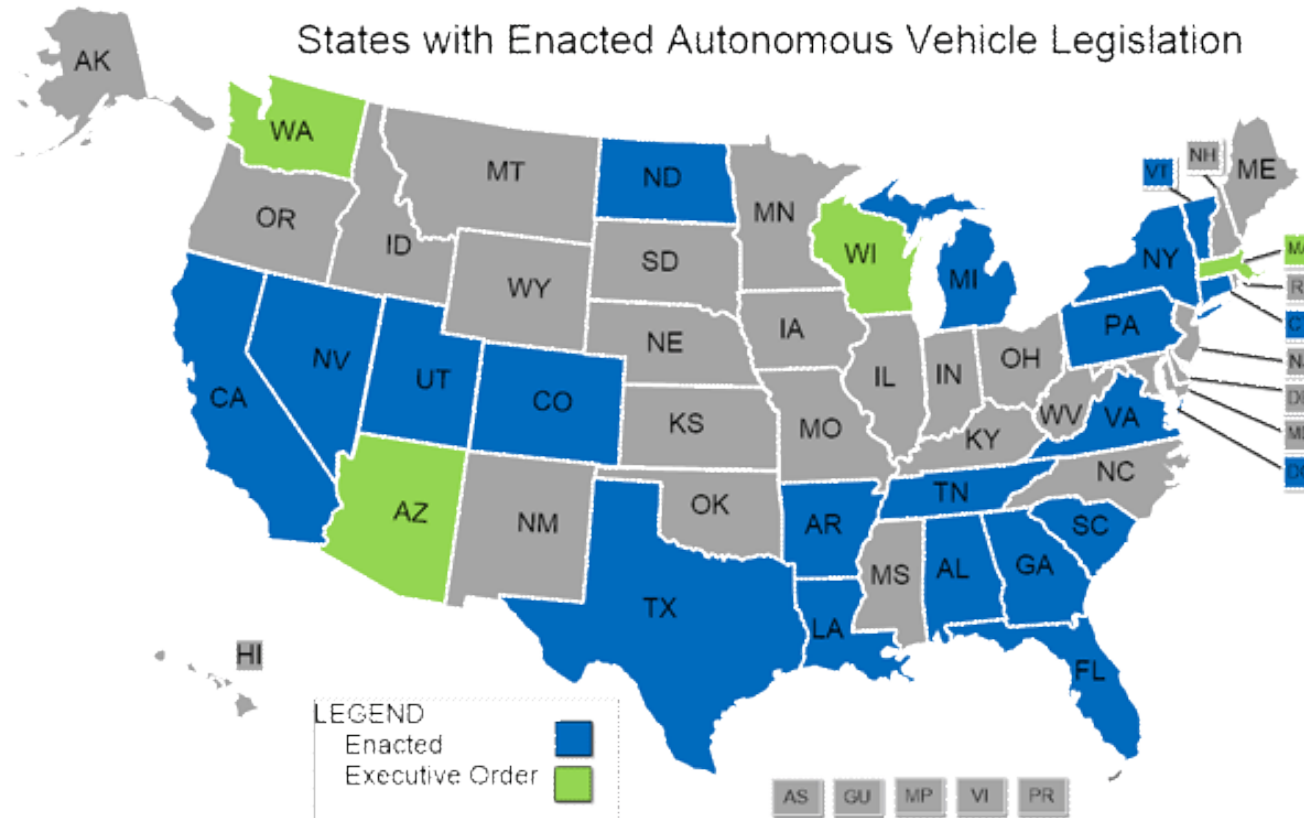 States with Enacted Autonomous Vehicle Legislation
AK
WA
MT
ND
MN
VT
NH
ME
OR
ID
WY
SD
WI
MI
NY
MA
R
C
N
D
M
DC
NV
UT
CO
CA
NE
IA
IL
IN
OH
PA
WV
VA
KS
MO
KY
NC
AZ
NM
OK
AR
TN
SC
MS
AL
GA
TX
LA
FL
HI
LEGEND
Enacted
Executive Order
AS
GU
MP
VI
PR